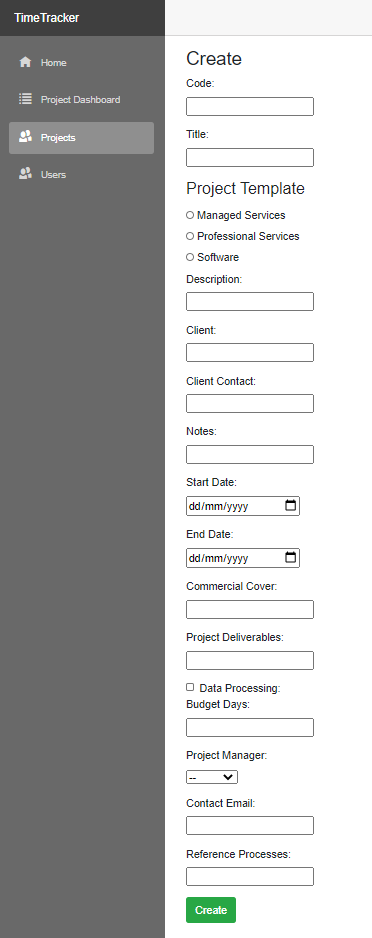 TimeTracker
Home
Project Dashboard
Projects
Users
Create
Code:
Title:
Project Template
Managed Services
Professional Services
Software
Description:
Client:
Client Contact:
Notes:
Start Date:
dd/mm/yyyy
End Date:
dd/mm/yyyy
Commercial Cover:
Project Deliverables:
Data Processing:
Budget Days:
Project Manager:
--
Contact Email:
Reference Processes:
Create